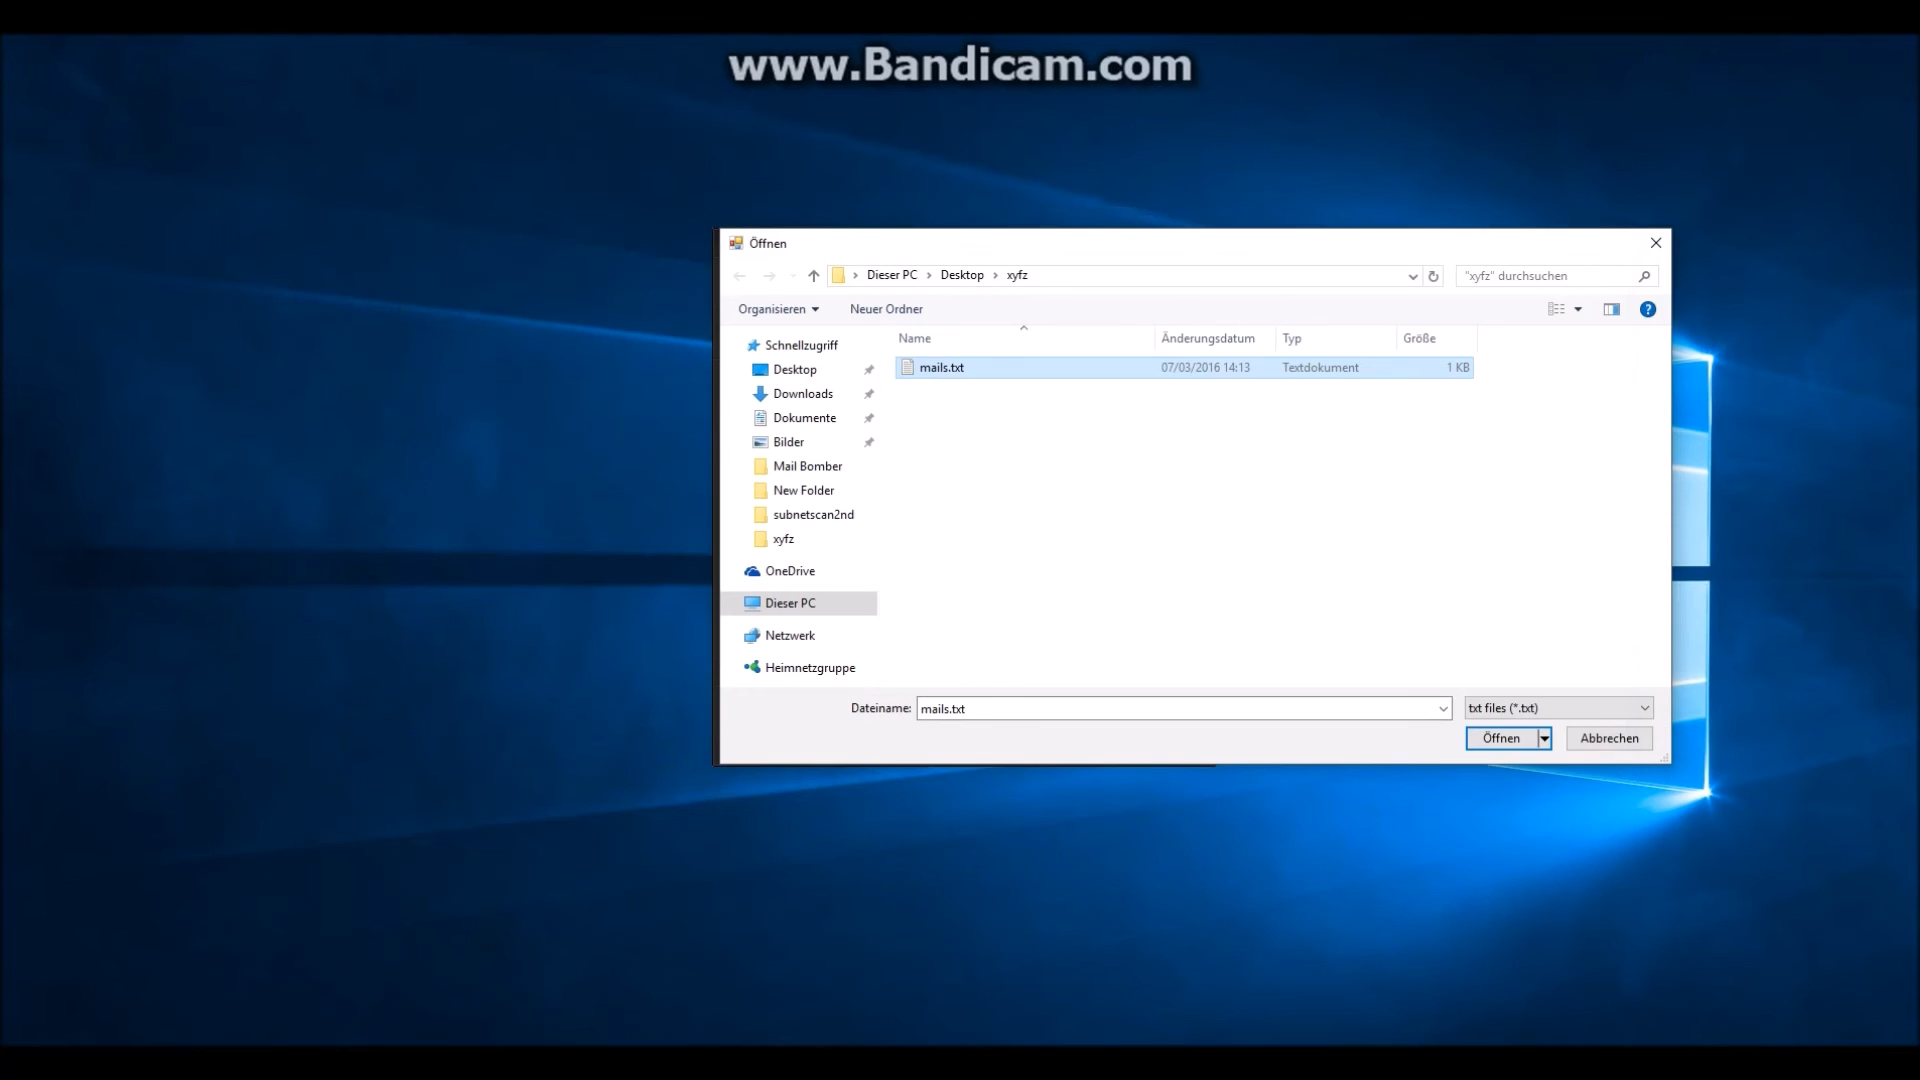 www.Bandicam.com
Öffnen
Dieser PC > Desktop > xyfz
"xyfz" durchsuchen
Organisieren
Neuer Ordner
Name
Änderungsdatum
Typ
Größe
mails.txt
07/03/2016 14:13
Textdokument
1 KB
Schnellzugriff
Desktop
Downloads
Dokumente
Bilder
Mail Bomber
New Folder
subnetscan2nd
xyfz
OneDrive
Dieser PC
Netzwerk
Heimnetzgruppe
Dateiname:
mails.txt
txt files (*.txt)
Öffnen
Abbrechen